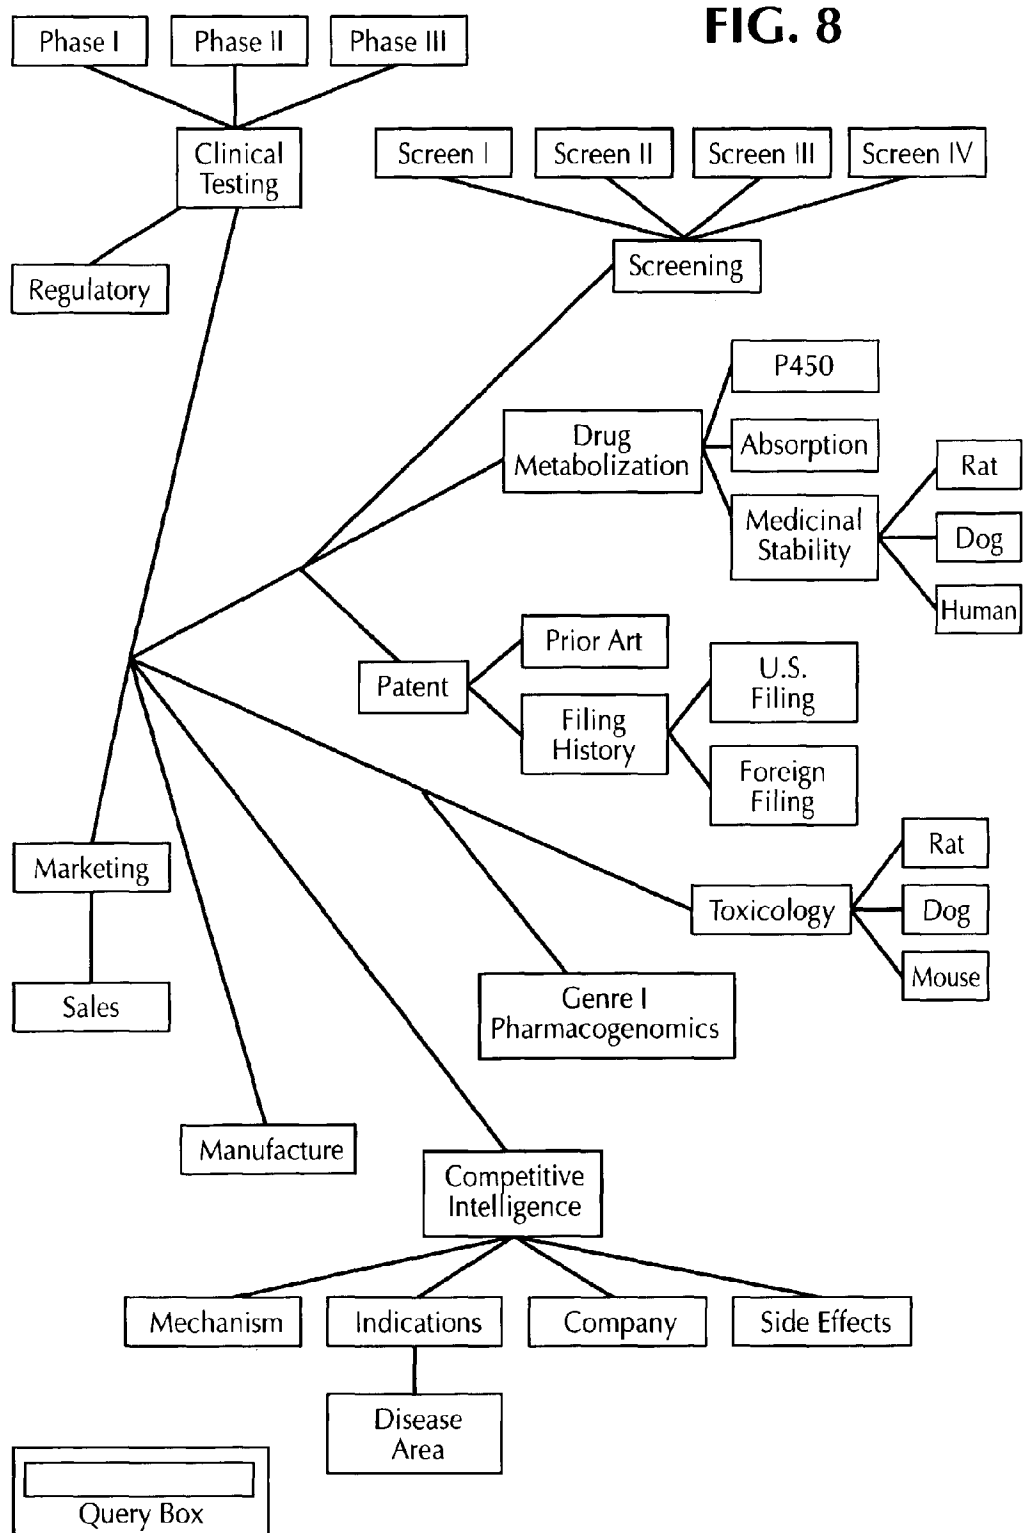 FIG. 8
Phase I
Phase II
Phase III
Clinical
Testing
Screen I
Screen II
Screen III
Screen IV
Regulatory
Screening
P450
Drug
Metabolization
Absorption
Rat
Medicinal
Stability
Dog
Human
Prior Art
Patent
U.S.
Filing
Filing
History
Foreign
Filing
Marketing
Rat
Toxicology
Dog
Mouse
Sales
Genre I
Pharmacogenomics
Manufacture
Competitive
Intelligence
Mechanism
Indications
Company
Side Effects
Disease
Area
Query Box